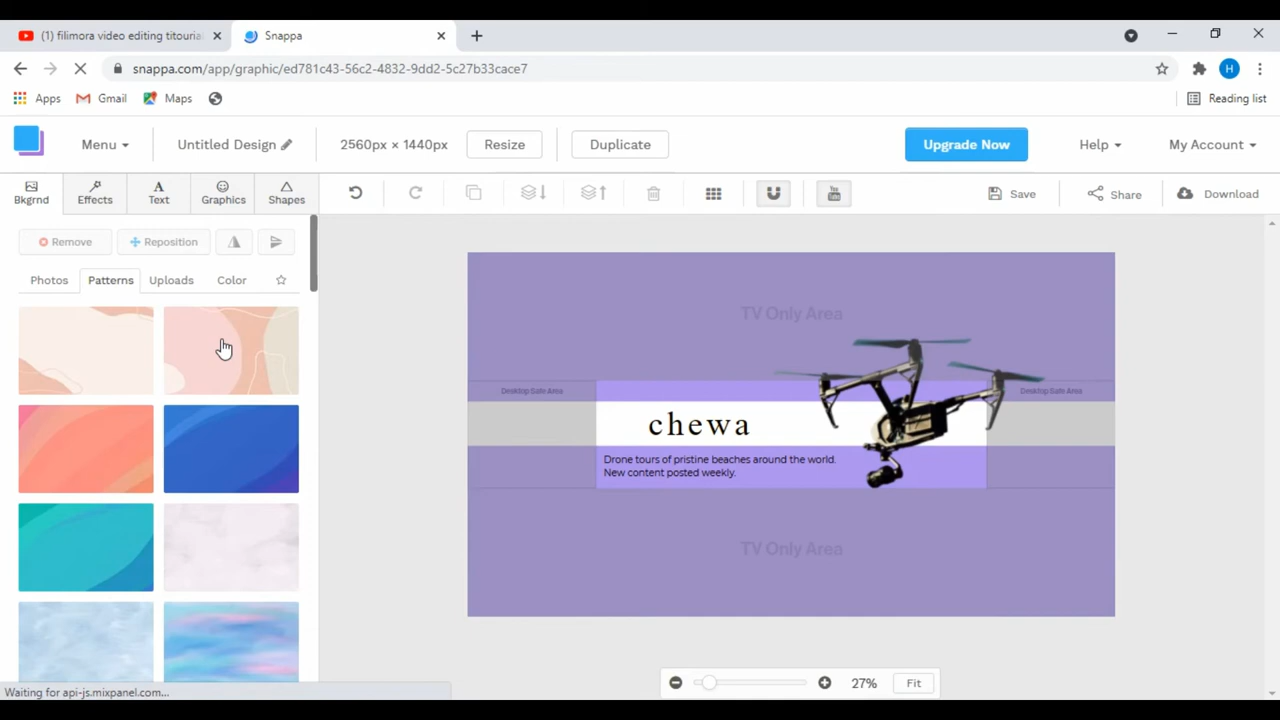 (1) filimora video editing titourial
Snappa
snappa.com/app/graphic/ed781c43-56c2-4832-9dd2-5c27b33cace7
H
Apps
Gmail
Maps
Reading list
Menu
Untitled Design
2560px × 1440px
Resize
Duplicate
Upgrade Now
Help
My Account
Bkgrnd
Effects
Text
Graphics
Shapes
You Tube
Save
Share
Download
Remove
Reposition
Photos
Patterns
Uploads
Color
TV Only Area
Desktop Safe Area
Desktop Safe Area
chewa
Drone tours of pristine beaches around the world.
New content posted weekly.
TV Only Area
27%
Fit
Waiting for api-js.mixpanel.com...